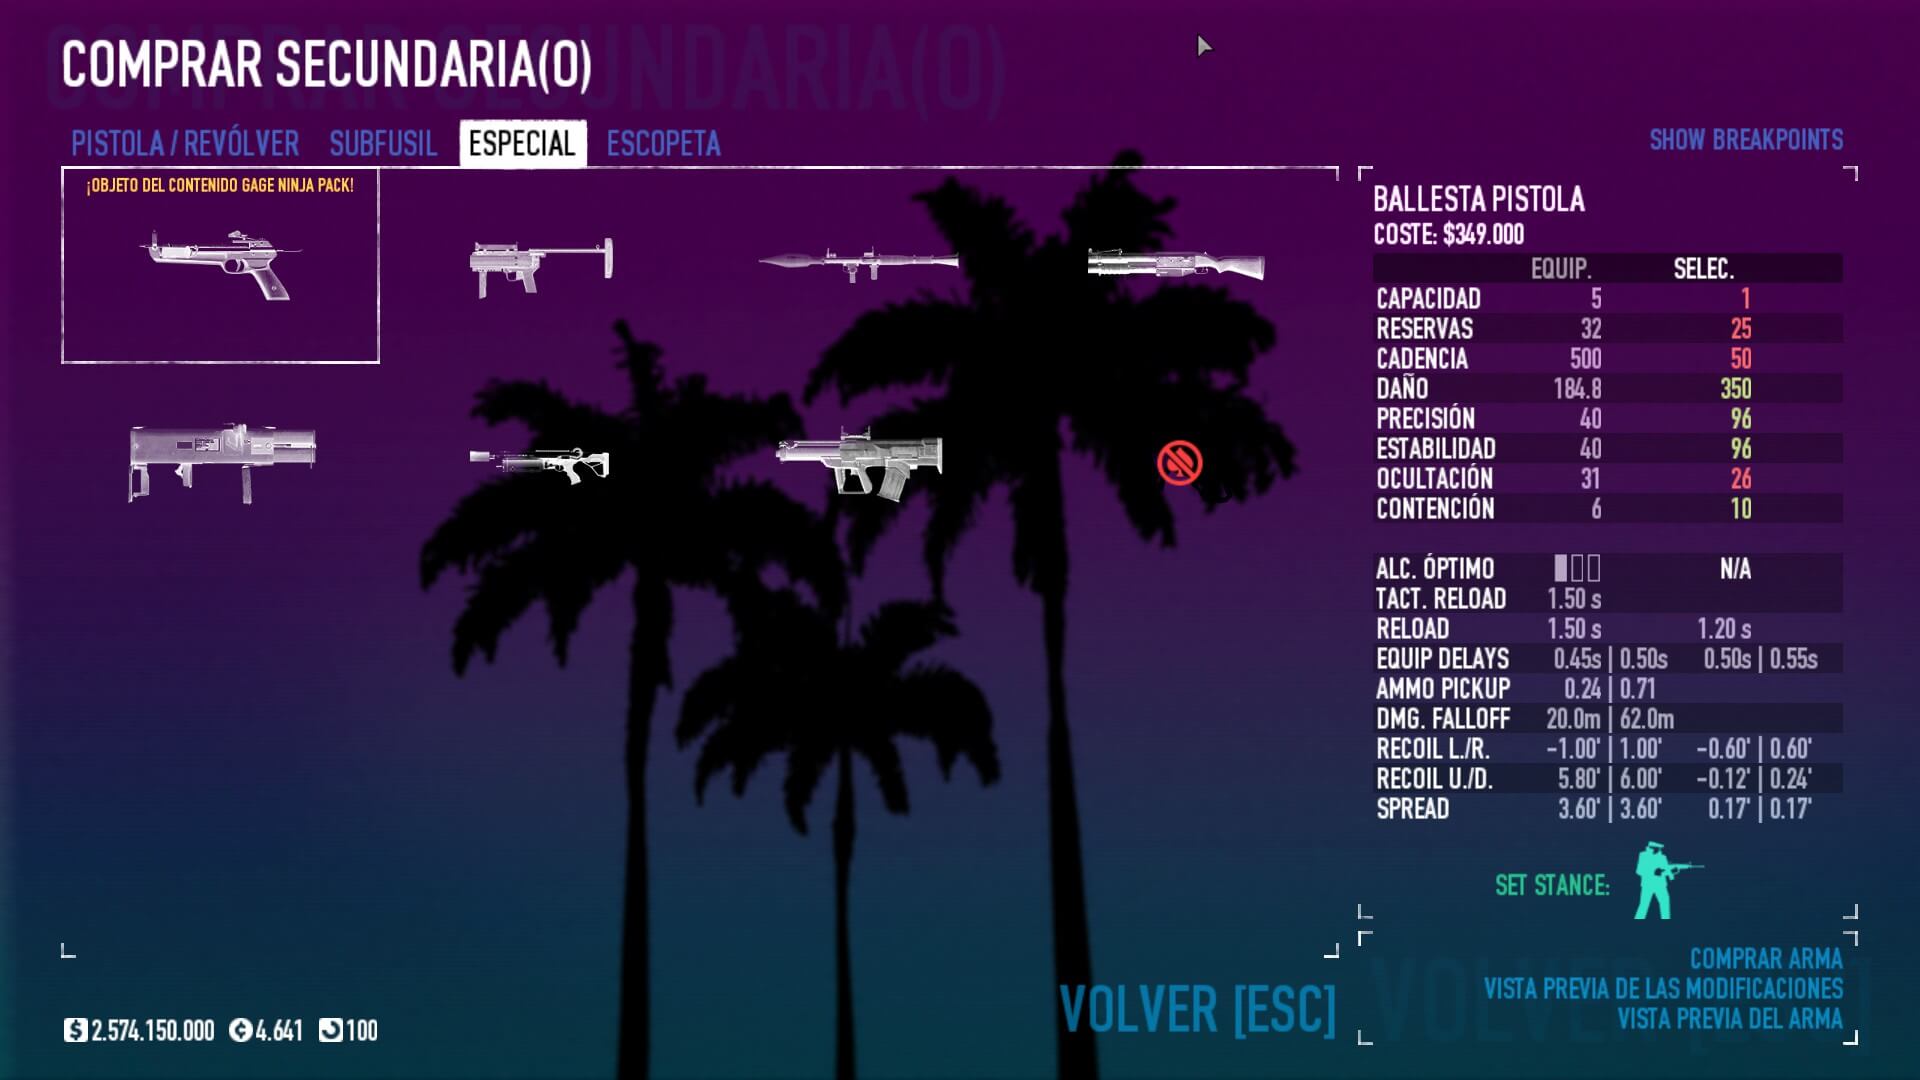 COMPRAR SECUNDARIA(O)
PISTOLA / REVÓLVER SUBFUSIL ESPECIAL ESCOPETA
SHOW BREAKPOINTS
¡OBJETO DEL CONTENIDO GAGE NINJA PACK!
BALLESTA PISTOLA
COSTE: $349.000
EQUIP. SELEC.
CAPACIDAD 5 1
RESERVAS 32 25
CADENCIA 500 50
DAÑO 184.8 350
PRECISIÓN 40 96
ESTABILIDAD 40 96
OCULTACIÓN 31 26
CONTENCIÓN 6 10
ALC. ÓPTIMO N/A
TACT. RELOAD 1.50 s
RELOAD 1.50 s 1.20 s
EQUIP DELAYS 0.45s | 0.50s 0.50s | 0.55s
AMMO PICKUP 0.24 | 0.71
DMG. FALLOFF 20.0m | 62.0m
RECOIL L./R. -1.00' | 1.00' -0.60' | 0.60'
RECOIL U./D. 5.80' | 6.00' -0.12' | 0.24'
SPREAD 3.60' | 3.60' 0.17' | 0.17'
SET STANCE:
COMPRAR ARMA
VISTA PREVIA DE LAS MODIFICACIONES
VISTA PREVIA DEL ARMA
VOLVER [ESC]
$ 2.574.150.000 4.641 100